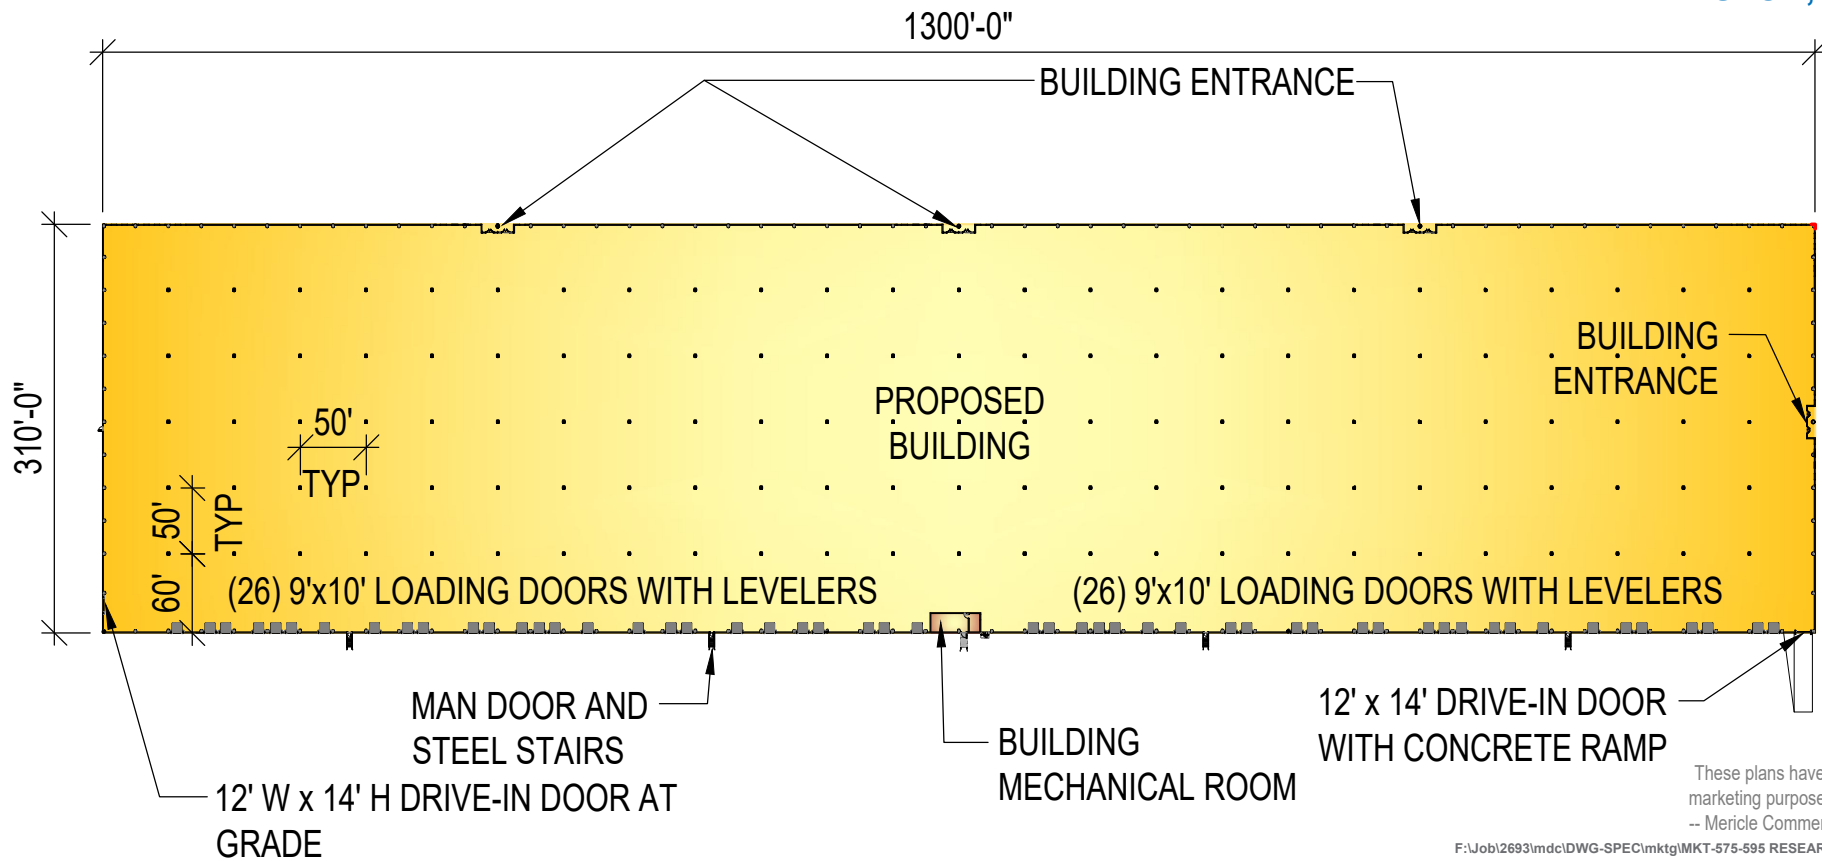 1300'-0"
BUILDING ENTRANCE
310'-0"
BUILDING
ENTRANCE
PROPOSED
BUILDING
50'
TYP
50'
TYP
60'
(26) 9'x10' LOADING DOORS WITH LEVELERS
(26) 9'x10' LOADING DOORS WITH LEVELERS
MAN DOOR AND
STEEL STAIRS
12' W x 14' H DRIVE-IN DOOR AT
GRADE
BUILDING
MECHANICAL ROOM
12' x 14' DRIVE-IN DOOR
WITH CONCRETE RAMP
These plans have
marketing purpose
-- Mericle Commer
F:\Job\2693\mdc\DWG-SPEC\mktg\MKT-575-595 RESEAR